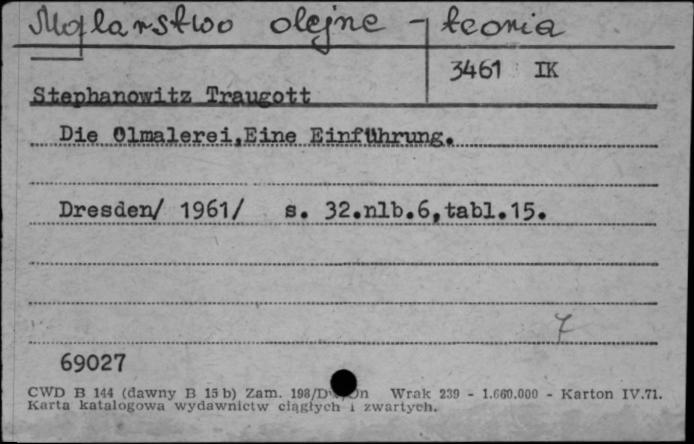 Malarstwo olejne - teoria
3461 IK
Stephanowitz Traugott
Die Ölmalerei,Eine Einführung.
Dresden/ 1961/ s. 32.nlb.6,tabl.15.
7
69027
CWD B 144 (dawny B 15 b) Zam. 198/ Wrak 239 - 1.660.000 - Karton IV.71.
Karta katalogowa wydawnictw ciągłych i zwartych.